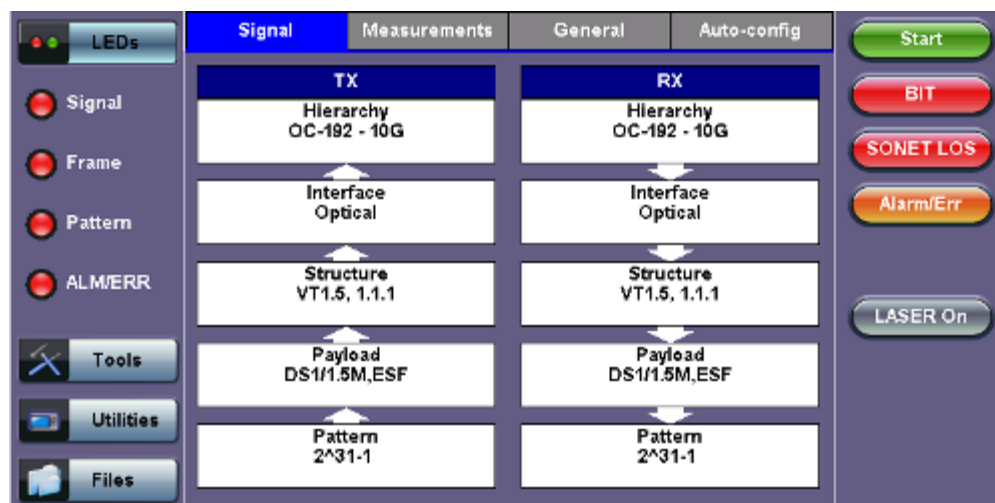 LEDs
Signal
Frame
Pattern
ALM/ERR
Tools
Utilities
Files
Signal
Measurements
General
Auto-config
TX
Hierarchy
OC-192 - 10G
Interface
Optical
Structure
VT1.5, 1.1.1
Payload
DS1/1.5M,ESF
Pattern
2^31-1
RX
Hierarchy
OC-192 - 10G
Interface
Optical
Structure
VT1.5, 1.1.1
Payload
DS1/1.5M,ESF
Pattern
2^31-1
Start
BIT
SONET LOS
Alarm/Err
LASER On